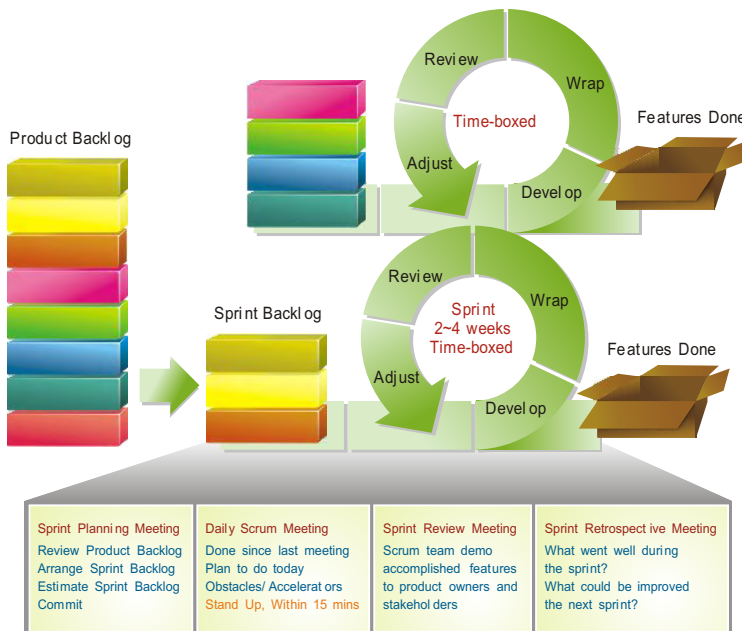 Review
Wrap
Time-boxed
Features Done
Adjust
Develop
Product Backlog
Review
Wrap
Sprint Backlog
Sprint
2~4 weeks
Time-boxed
Features Done
Adjust
Develop
Sprint Planning Meeting
Review Product Backlog
Arrange Sprint Backlog
Estimate Sprint Backlog
Commit
Daily Scrum Meeting
Done since last meeting
Plan to do today
Obstacles/Accelerators
Stand Up, Within 15 mins
Sprint Review Meeting
Scrum team demo
accomplished features
to product owners and
stakeholders
Sprint Retrospective Meeting
What went well during
the sprint?
What could be improved
the next sprint?